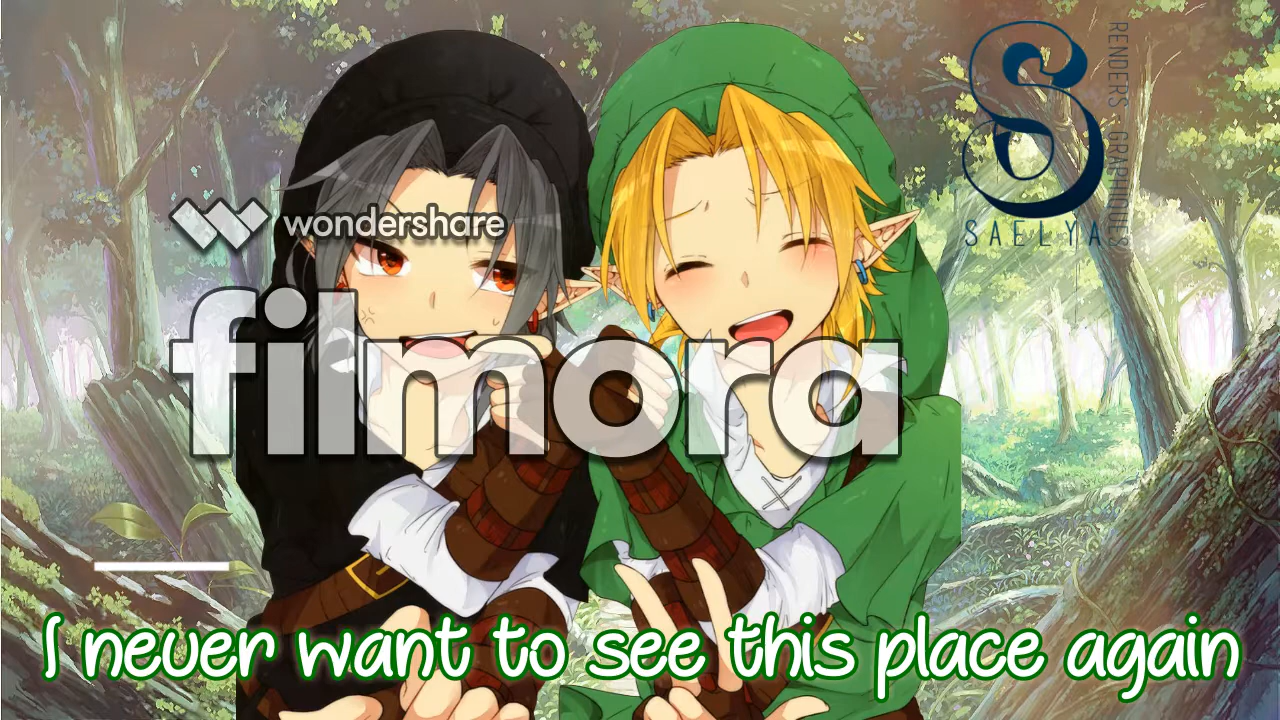 S
RENDERS GRAPHIQUES
SAELYA
wondershare
filmora
I never want to see this place again